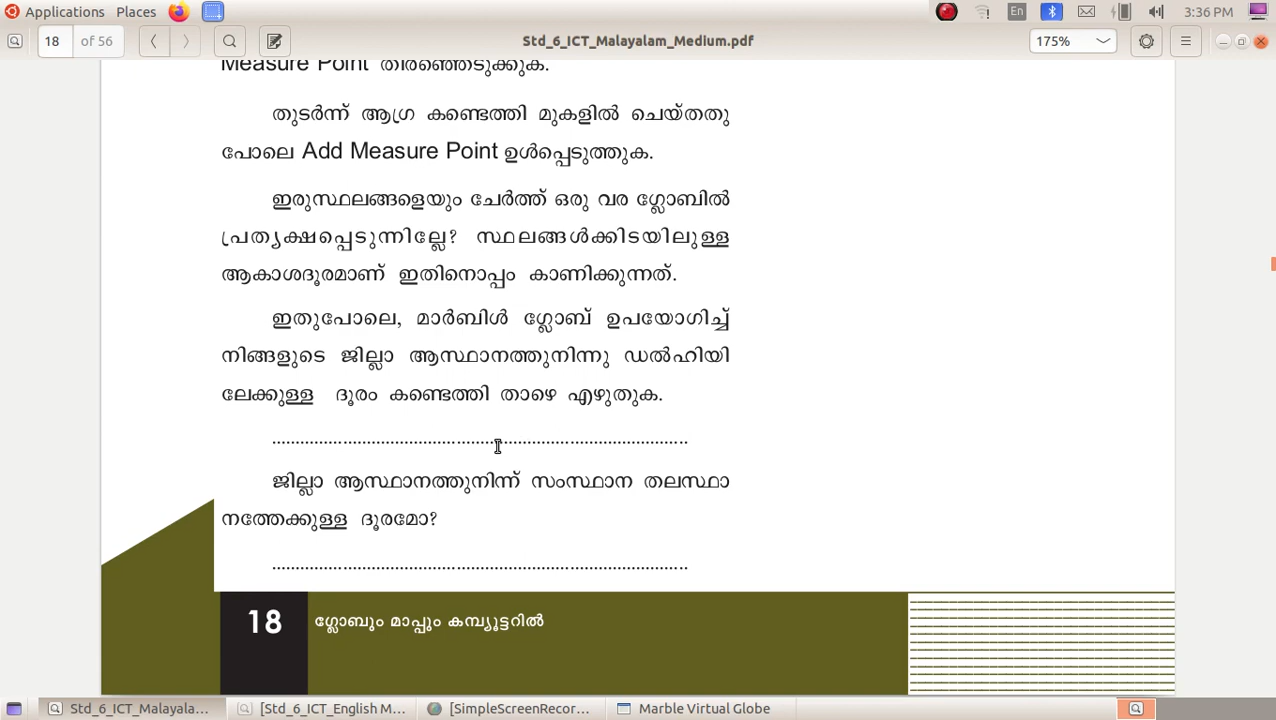 Applications Places En 3:36 PM
18 of 56 Std_6_ICT_Malayalam_Medium.pdf 175%
Measure Point തിരഞ്ഞെടുക്കുക.
തുടർന്ന് ആഗ്ര കണ്ടെത്തി മുകളിൽ ചെയ്തതു
പോലെ Add Measure Point ഉൾപ്പെടുത്തുക.
ഇരുസ്ഥലങ്ങളെയും ചേർത്ത് ഒരു വര ഗ്ലോബിൽ
പ്രത്യക്ഷപ്പെടുന്നില്ലേ? സ്ഥലങ്ങൾക്കിടയിലുള്ള
ആകാശദൂരമാണ് ഇതിനൊപ്പം കാണിക്കുന്നത്.
ഇതുപോലെ, മാർബിൾ ഗ്ലോബ് ഉപയോഗിച്ച്
നിങ്ങളുടെ ജില്ലാ ആസ്ഥാനത്തുനിന്നു ഡൽഹിയി
ലേക്കുള്ള ദൂരം കണ്ടെത്തി താഴെ എഴുതുക.
........................................................................................
ജില്ലാ ആസ്ഥാനത്തുനിന്ന് സംസ്ഥാന തലസ്ഥാ
നത്തേക്കുള്ള ദൂരമോ?
........................................................................................
18 ഗ്ലോബും മാപ്പും കമ്പ്യൂട്ടറിൽ
Std_6_ICT_Malayala... [Std_6_ICT_English M... [SimpleScreenRecor... Marble Virtual Globe